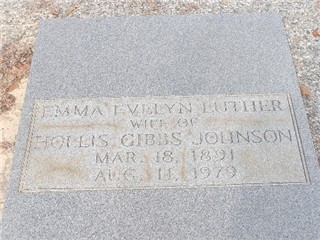 EMMA EVELYN LUTHER
WIFE OF
HOLLIS GIBBS JOHNSON
MAR. 18, 1891
AUG. 11, 1979